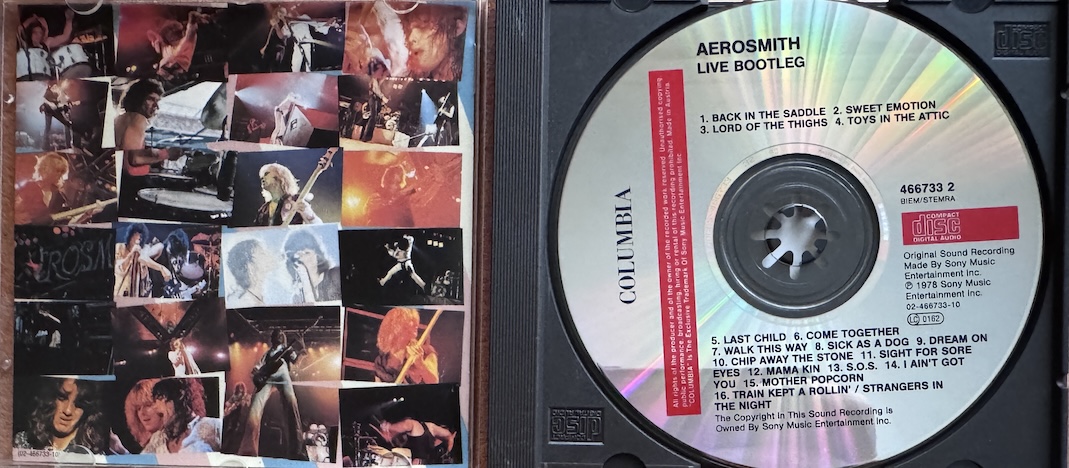 ROSM
(02-466733-10)
AEROSMITH
LIVE BOOTLEG
1. BACK IN THE SADDLE 2. SWEET EMOTION
3. LORD OF THE THIGHS 4. TOYS IN THE ATTIC
COLUMBIA
All rights of the producer and of the owner of the recorded work reserved. Unauthorised copying,
public performance, broadcasting, hiring or rental of this recording prohibited. Made in Austria.
"COLUMBIA" Is The Exclusive Trademark Of Sony Music Entertainment Inc.
466733 2
BIEM/STEMRA
COMPACT
disc
DIGITAL AUDIO
Original Sound Recording
Made By Sony Music
Entertainment Inc.
℗ 1978 Sony Music
Entertainment Inc.
02-466733-10
LC 0162
5. LAST CHILD 6. COME TOGETHER
7. WALK THIS WAY 8. SICK AS A DOG 9. DREAM ON
10. CHIP AWAY THE STONE 11. SIGHT FOR SORE
EYES 12. MAMA KIN 13. S.O.S. 14. I AIN'T GOT
YOU 15. MOTHER POPCORN
16. TRAIN KEPT A ROLLIN' / STRANGERS IN
THE NIGHT
The Copyright In This Sound Recording Is
Owned By Sony Music Entertainment Inc.
disc
disc